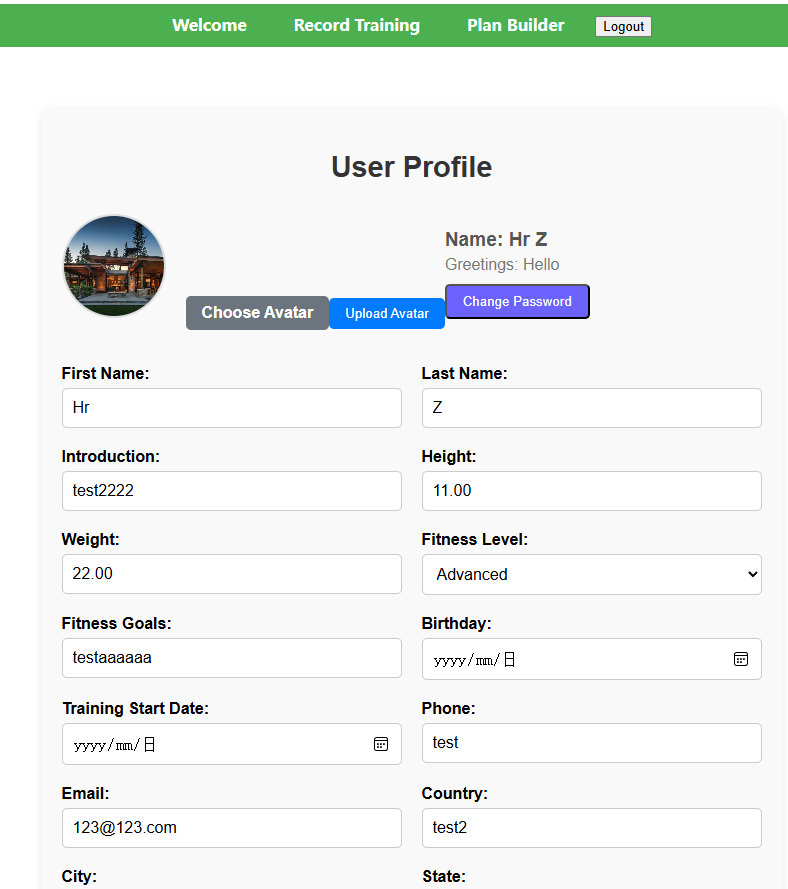 Welcome Record Training Plan Builder Logout
User Profile
Name: Hr Z
Greetings: Hello
Choose Avatar Upload Avatar Change Password
First Name: Last Name:
Hr Z
Introduction: Height:
test2222 11.00
Weight: Fitness Level:
22.00 Advanced
Fitness Goals: Birthday:
testaaaaaa yyyy/mm/日
Training Start Date: Phone:
yyyy/mm/日 test
Email: Country:
123@123.com test2
City: State: